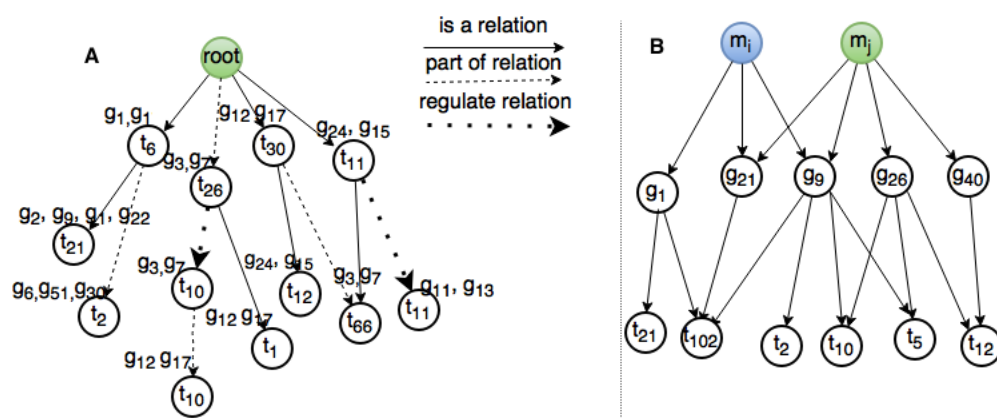 is a relation
part of relation
regulate relation
A
root
g1,g1
t6
g12 g17
t30
g24, g15
t11
g3,g7
t26
g2, g9, g1, g22
t21
g6,g51,g30
t2
g3,g7
t10
g12 g17
t10
g12 g17
t1
g24, g15
t12
g3,g7
t66
g11, g13
t11
B
mi
mj
g1
g21
g9
g26
g40
t21
t102
t2
t10
t5
t12